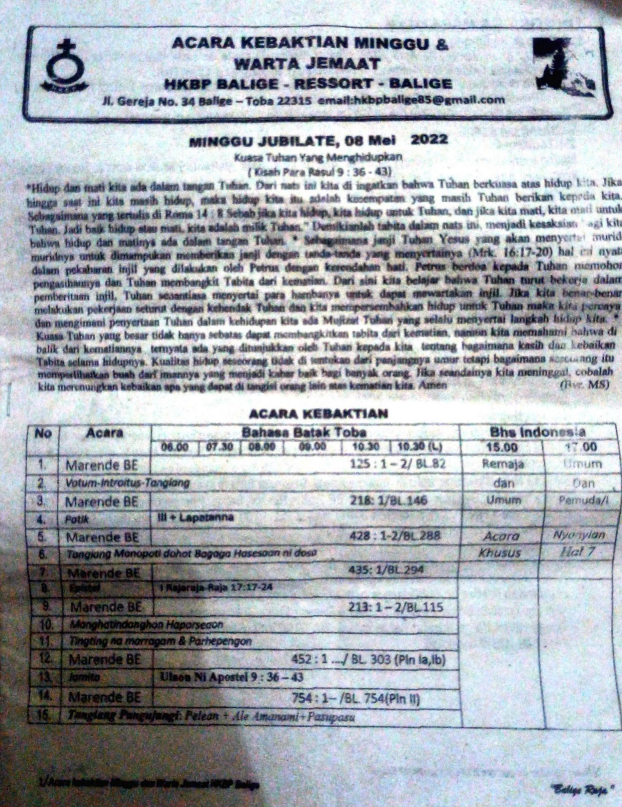 ACARA KEBAKTIAN MINGGU &
WARTA JEMAAT
HKBP BALIGE - RESSORT - BALIGE
Jl. Gereja No. 34 Balige – Toba 22315 email:hkbpbalige85@gmail.com
MINGGU JUBILATE, 08 Mei 2022
Kuasa Tuhan Yang Menghidupkan
( Kisah Para Rasul 9 : 36 - 43)
"Hidup dan mati kita ada dalam tangan Tuhan. Dari nats ini kita di ingatkan bahwa Tuhan berkuasa atas hidup kita. Jika
hingga saat ini kita masih hidup, maka hidup kita itu adalah kesempatan yang masih Tuhan berikan kepada kita.
Sebagaimana yang tertulis di Roma 14 : 8 Sebab jika kita hidup, kita hidup untuk Tuhan, dan jika kita mati, kita mati untuk
Tuhan. Jadi baik hidup atau mati, kita adalah milik Tuhan." Demikianlah tabita dalam nats ini, menjadi kesaksian bagi kita
bahwa hidup dan matinya ada dalam tangan Tuhan. * Sebagaimana janji Tuhan Yesus yang akan menyertai murid
muridnya untuk dimampukan memberikan janji dengan tanda-tanda yang menyertainya (Mrk. 16:17-20) hal ini nyata
dalam pekabaran injil yang dilakukan oleh Petrus dengan kerendahan hati. Petrus berdoa kepada Tuhan memohon
pengasihannya dan Tuhan membangkit Tabita dari kematian. Dari sini kita belajar bahwa Tuhan turut bekerja dalam
pemberitaan injil, Tuhan senantiasa menyertai para hambanya untuk dapat mewartakan injil. Jika kita benar-benar
melakukan pekerjaan seturut dengan kehendak Tuhan dan kita mempersembahkan hidup untuk Tuhan maka kita percaya
dan mengimani penyertaan Tuhan dalam kehidupan kita ada Mujizat Tuhan yang selalu menyertai langkah hidup kita. *
Kuasa Tuhan yang besar tidak hanya sebatas dapat membangkitkan tabita dari kematian, namun kita memahami bahwa di
balik dari kematiannya ternyata ada yang ditunjukkan oleh Tuhan kepada kita tentang bagaimana kasih dan kebaikan
Tabita selama hidupnya. Kualitas hidup seseorang tidak di tentukan dari panjangnya umur tetapi bagaimana seseorang itu
memperlihatkan buah dari imannya yang menjadi kabar baik bagi banyak orang. Jika seandainya kita meninggal, cobalah
kita merenungkan kebaikan apa yang dapat di tangisi orang lain atas kematian kita. Amen (Bvr. MS)
ACARA KEBAKTIAN
No Acara Bahasa Batak Toba Bhs Indonesia
06.00 07.30 08.00 09.00 10.30 10.30 (L) 15.00 17.00
1. Marende BE 125 : 1 – 2/ BL.82 Remaja Umum
2. Votum-Introitus-Tangiang dan Dan
3. Marende BE 218: 1/BL.146 Umum Pemuda/i
4. Patik III + Lapatanna
5. Marende BE 428 : 1-2/BL.288 Acara Nyanyian
6. Tangiang Manopoti dohot Bagaga Hasesaan ni dosa Khusus Hal 7
7. Marende BE 435: 1/BL.294
8. Epistel I Rajaraja-Raja 17:17-24
9. Marende BE 213: 1 – 2/BL.115
10. Manghatindanghon Haporseaon
11. Tingting na marragam & Parhepengon
12. Marende BE 452 : 1 .../ BL. 303 (Pln Ia,Ib)
13. Jamita Ulaon Ni Apostel 9 : 36 – 43
14. Marende BE 754 : 1– /BL. 754(Pln II)
15. Tangiang Pangujungi: Pelean + Ale Amanami+Patupasu
1/Acara kebaktian Minggu dan Warta Jemaat HKBP Balige "Balige Raja"